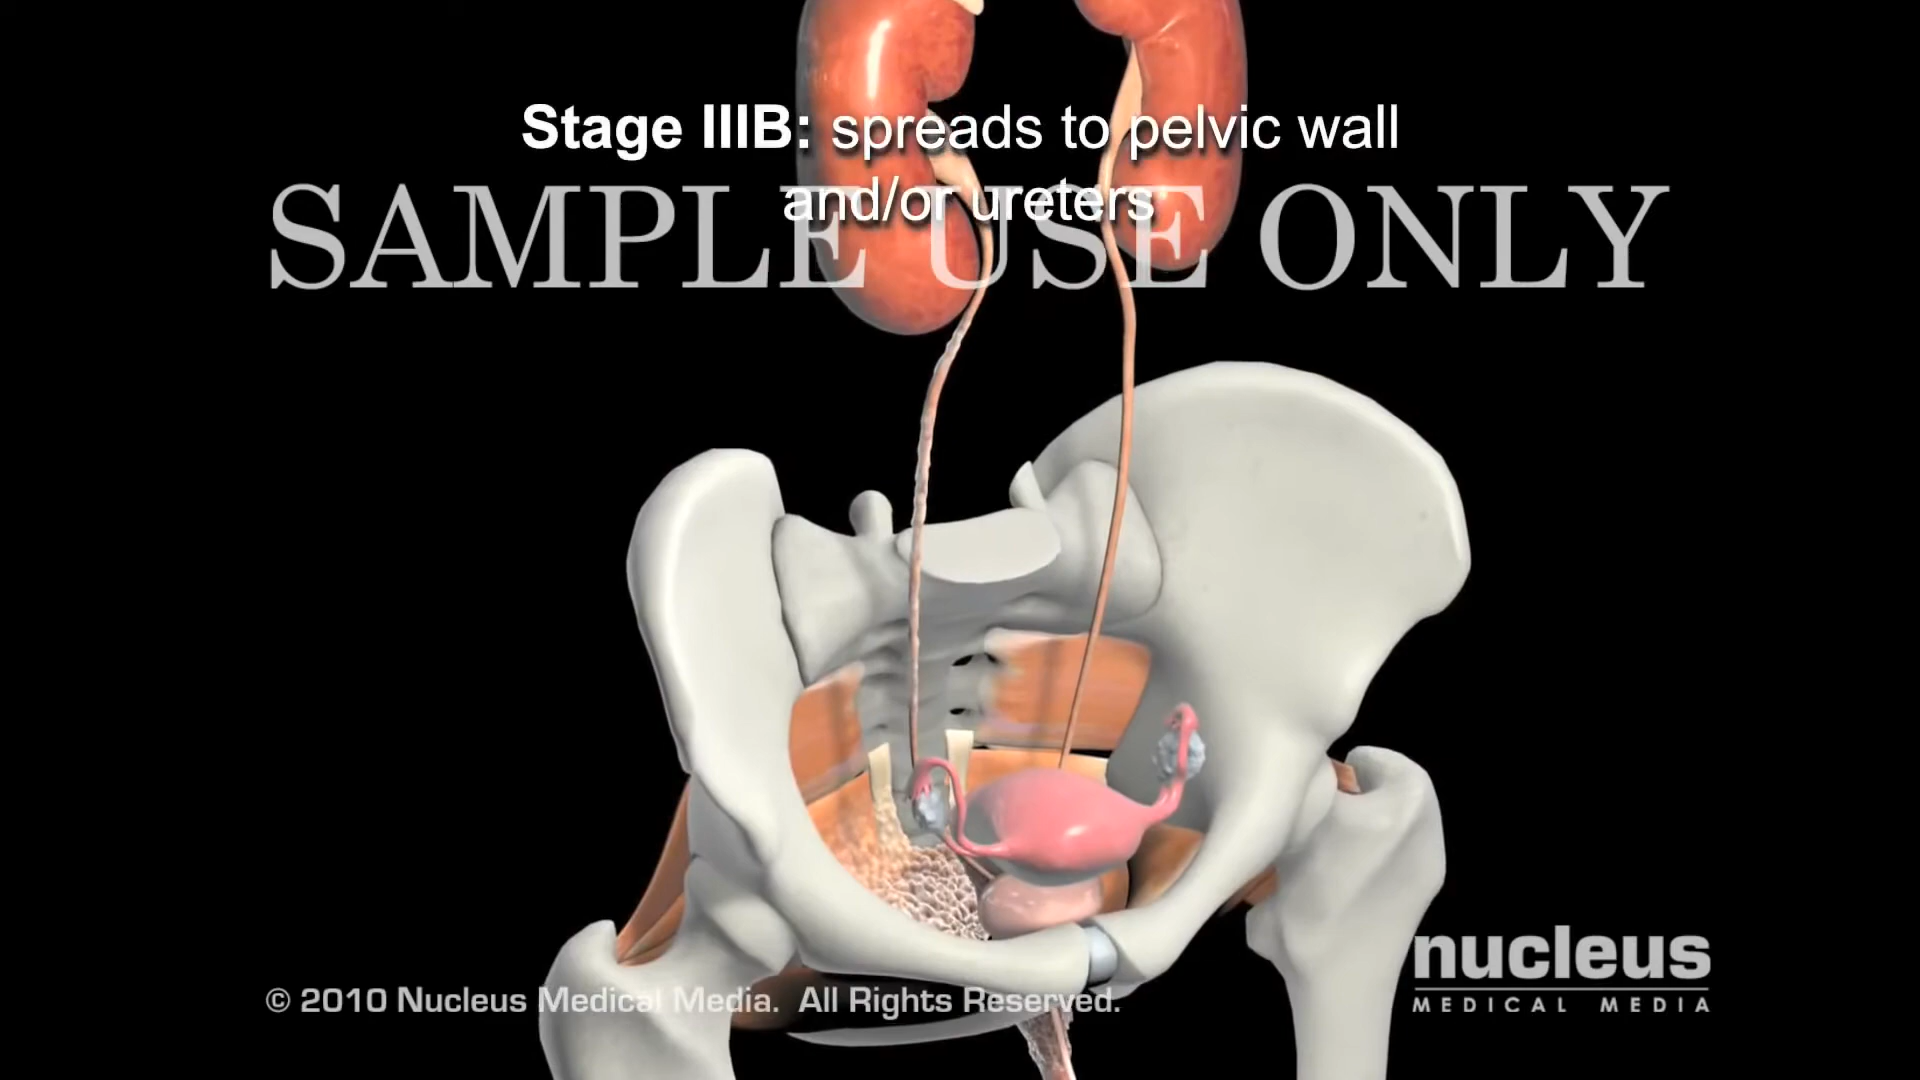 Stage IIIB: spreads to pelvic wall
and/or ureters
SAMPLE USE ONLY
nucleus
MEDICAL MEDIA
© 2010 Nucleus Medical Media. All Rights Reserved.